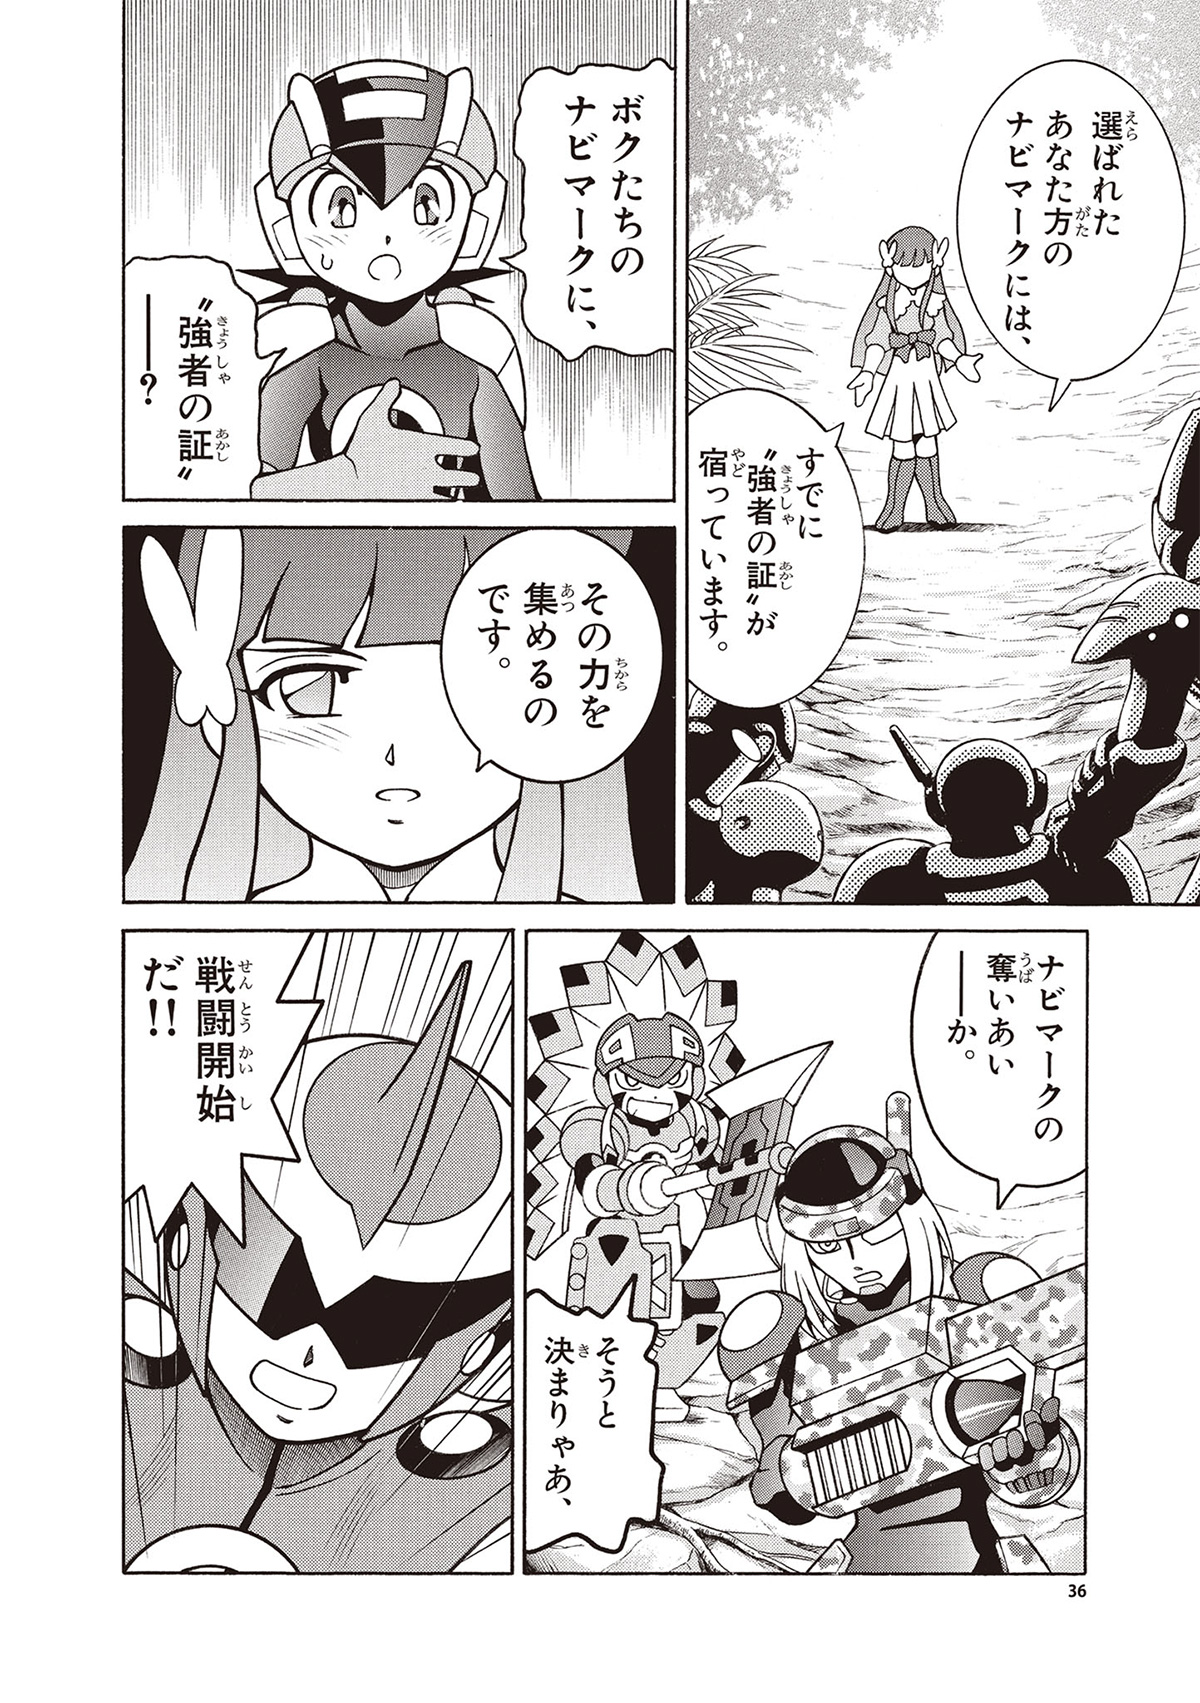 選ばれた
あなた方の
ナビマークには、
すでに
〝強者の証〟が
宿っています。
ボクたちの
ナビマークに、
〝強者の証〟
――?
その力を
集めるの
です。
ナビマークの
奪いあい
――か。
そうと
決まりゃあ、
戦闘開始
だ!!
36